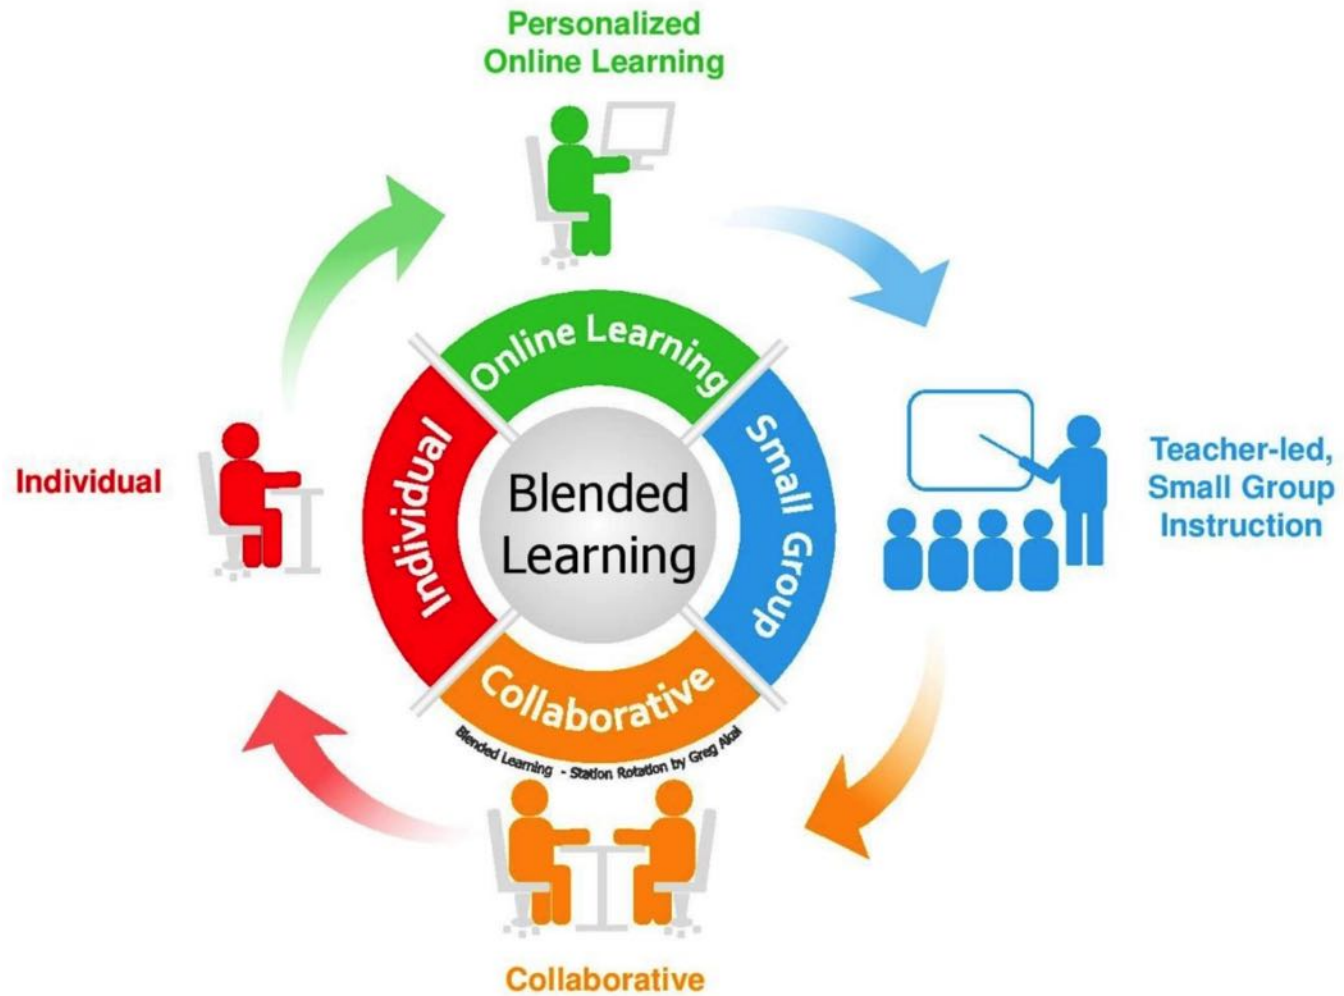 Personalized
Online Learning
Online Learning
Individual
Individual
Blended
Learning
Small Group
Teacher-led,
Small Group
Instruction
Collaborative
Blended Learning - Station Rotation by Greg Akai
Collaborative